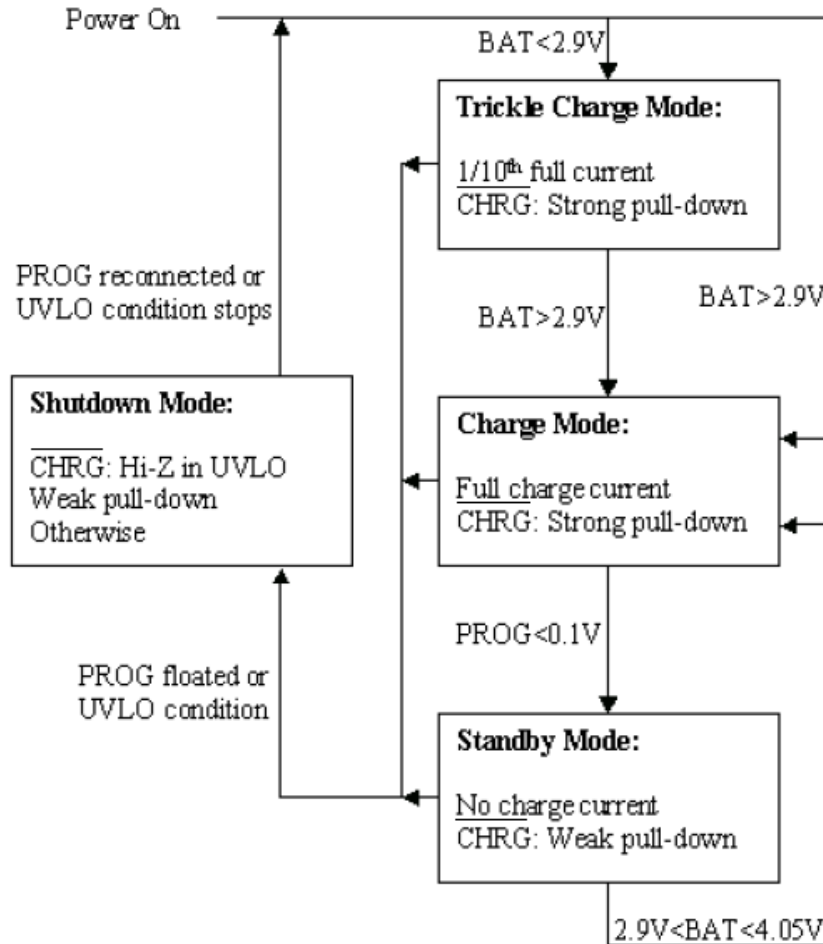 Power On
BAT<2.9V
Trickle Charge Mode:
1/10th full current
CHRG: Strong pull-down
PROG reconnected or
UVLO condition stops
BAT>2.9V
BAT>2.9V
Shutdown Mode:
CHRG: Hi-Z in UVLO
Weak pull-down
Otherwise
Charge Mode:
Full charge current
CHRG: Strong pull-down
PROG<0.1V
PROG floated or
UVLO condition
Standby Mode:
No charge current
CHRG: Weak pull-down
2.9V<BAT<4.05V